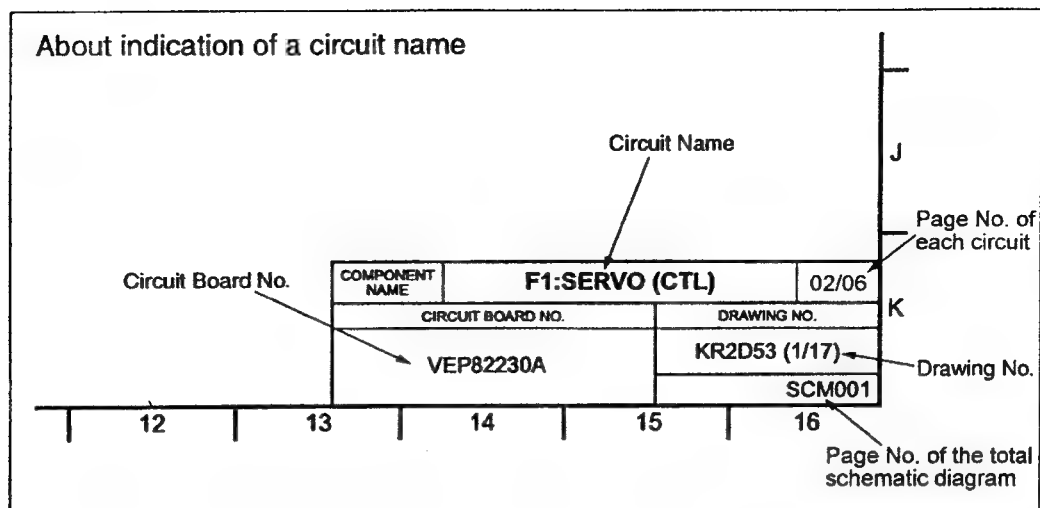 About indication of a circuit name
Circuit Name
J
Page No. of
each circuit
Circuit Board No.
COMPONENT
NAME
F1:SERVO (CTL)
02/06
K
CIRCUIT BOARD NO.
DRAWING NO.
VEP82230A
KR2D53 (1/17)
Drawing No.
SCM001
12
13
14
15
16
Page No. of the total
schematic diagram